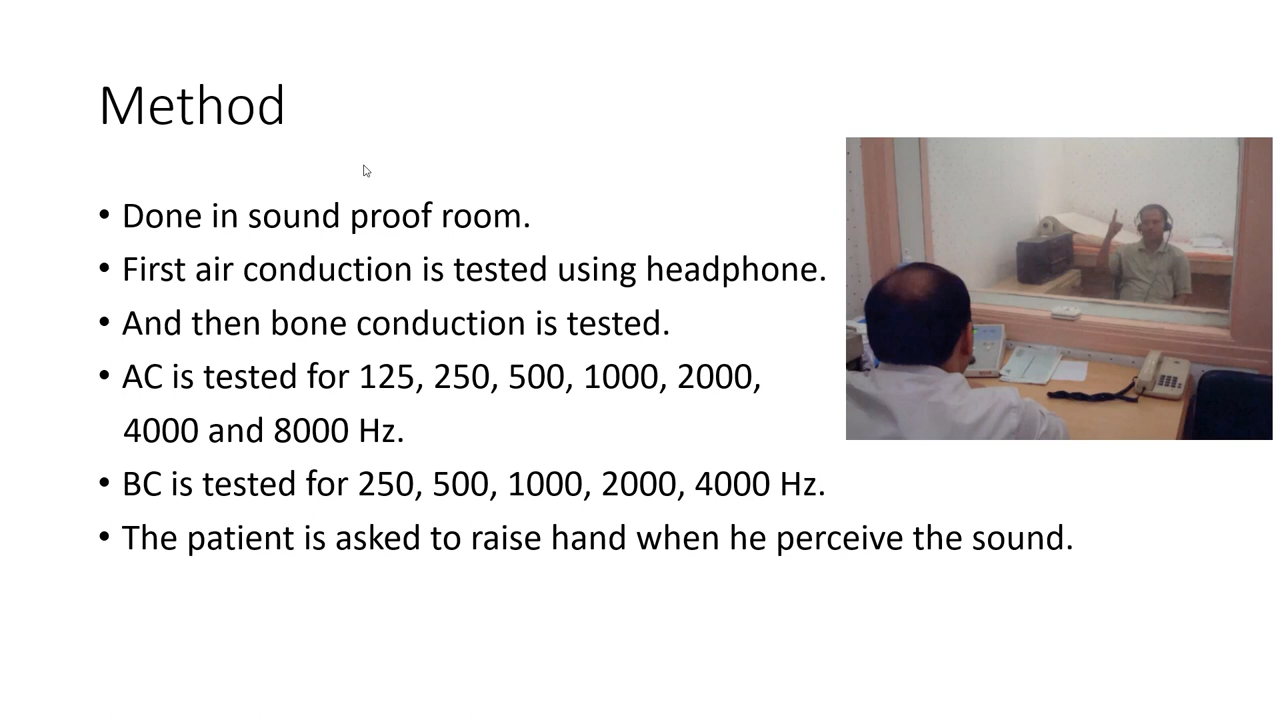 Method
• Done in sound proof room.
• First air conduction is tested using headphone.
• And then bone conduction is tested.
• AC is tested for 125, 250, 500, 1000, 2000,
4000 and 8000 Hz.
• BC is tested for 250, 500, 1000, 2000, 4000 Hz.
• The patient is asked to raise hand when he perceive the sound.